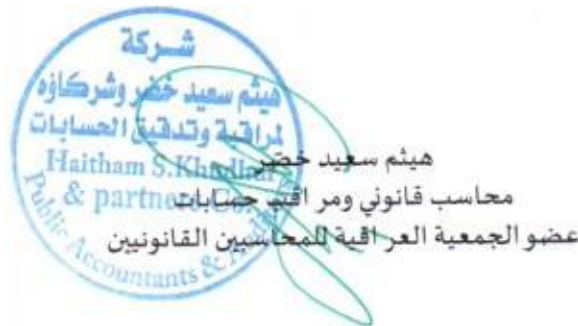 شركة
هيثم سعيد خضر وشركاؤه
لمراقبة وتدقيق الحسابات
Haitham S. Khudhur
& partners Co.
Public Accountants &
هيثم سعيد خضر
محاسب قانوني ومراقب حسابات
عضو الجمعية العراقية للمحاسبين القانونيين